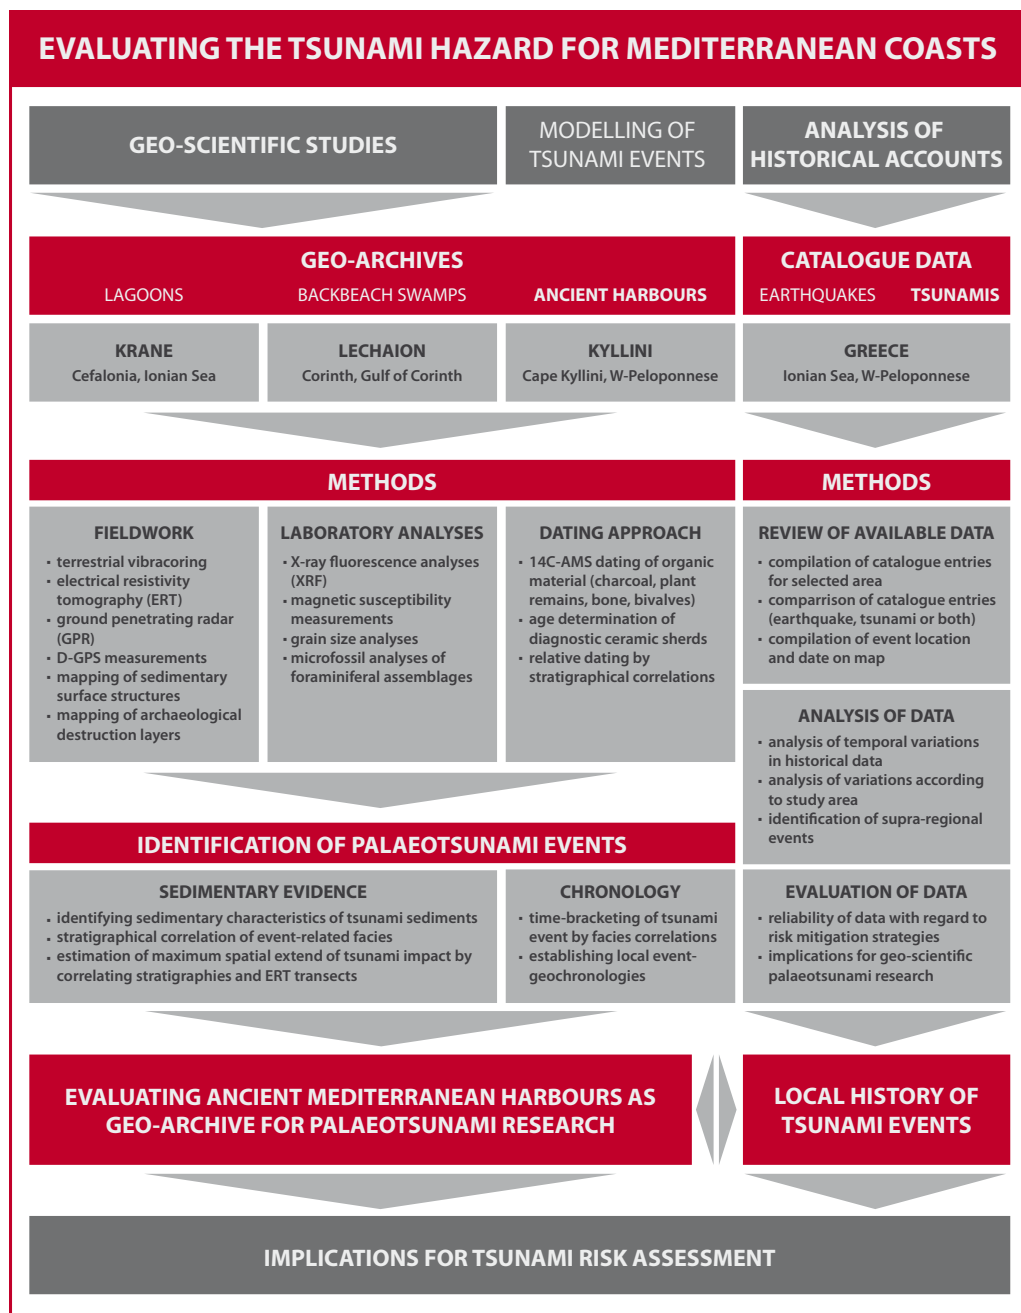 EVALUATING THE TSUNAMI HAZARD FOR MEDITERRANEAN COASTS
GEO-SCIENTIFIC STUDIES
MODELLING OF
TSUNAMI EVENTS
ANALYSIS OF
HISTORICAL ACCOUNTS
GEO-ARCHIVES
LAGOONS
BACKBEACH SWAMPS
ANCIENT HARBOURS
CATALOGUE DATA
EARTHQUAKES
TSUNAMIS
KRANE
Cefalonia, Ionian Sea
LECHAION
Corinth, Gulf of Corinth
KYLLINI
Cape Kyllini, W-Peloponnese
GREECE
Ionian Sea, W-Peloponnese
METHODS
FIELDWORK
▪ terrestrial vibracoring
▪ electrical resistivity
tomography (ERT)
▪ ground penetrating radar
(GPR)
▪ D-GPS measurements
▪ mapping of sedimentary
surface structures
▪ mapping of archaeological
destruction layers
LABORATORY ANALYSES
▪ X-ray fluorescence analyses
(XRF)
▪ magnetic susceptibility
measurements
▪ grain size analyses
▪ microfossil analyses of
foraminiferal assemblages
DATING APPROACH
▪ 14C-AMS dating of organic
material (charcoal, plant
remains, bone, bivalves)
▪ age determination of
diagnostic ceramic sherds
▪ relative dating by
stratigraphical correlations
METHODS
REVIEW OF AVAILABLE DATA
▪ compilation of catalogue entries
for selected area
▪ comparrison of catalogue entries
(earthquake, tsunami or both)
▪ compilation of event location
and date on map
ANALYSIS OF DATA
▪ analysis of temporal variations
in historical data
▪ analysis of variations according
to study area
▪ identification of supra-regional
events
IDENTIFICATION OF PALAEOTSUNAMI EVENTS
SEDIMENTARY EVIDENCE
▪ identifying sedimentary characteristics of tsunami sediments
▪ stratigraphical correlation of event-related facies
▪ estimation of maximum spatial extend of tsunami impact by
correlating stratigraphies and ERT transects
CHRONOLOGY
▪ time-bracketing of tsunami
event by facies correlations
▪ establishing local event-
geochronologies
EVALUATION OF DATA
▪ reliability of data with regard to
risk mitigation strategies
▪ implications for geo-scientific
palaeotsunami research
EVALUATING ANCIENT MEDITERRANEAN HARBOURS AS
GEO-ARCHIVE FOR PALAEOTSUNAMI RESEARCH
LOCAL HISTORY OF
TSUNAMI EVENTS
IMPLICATIONS FOR TSUNAMI RISK ASSESSMENT